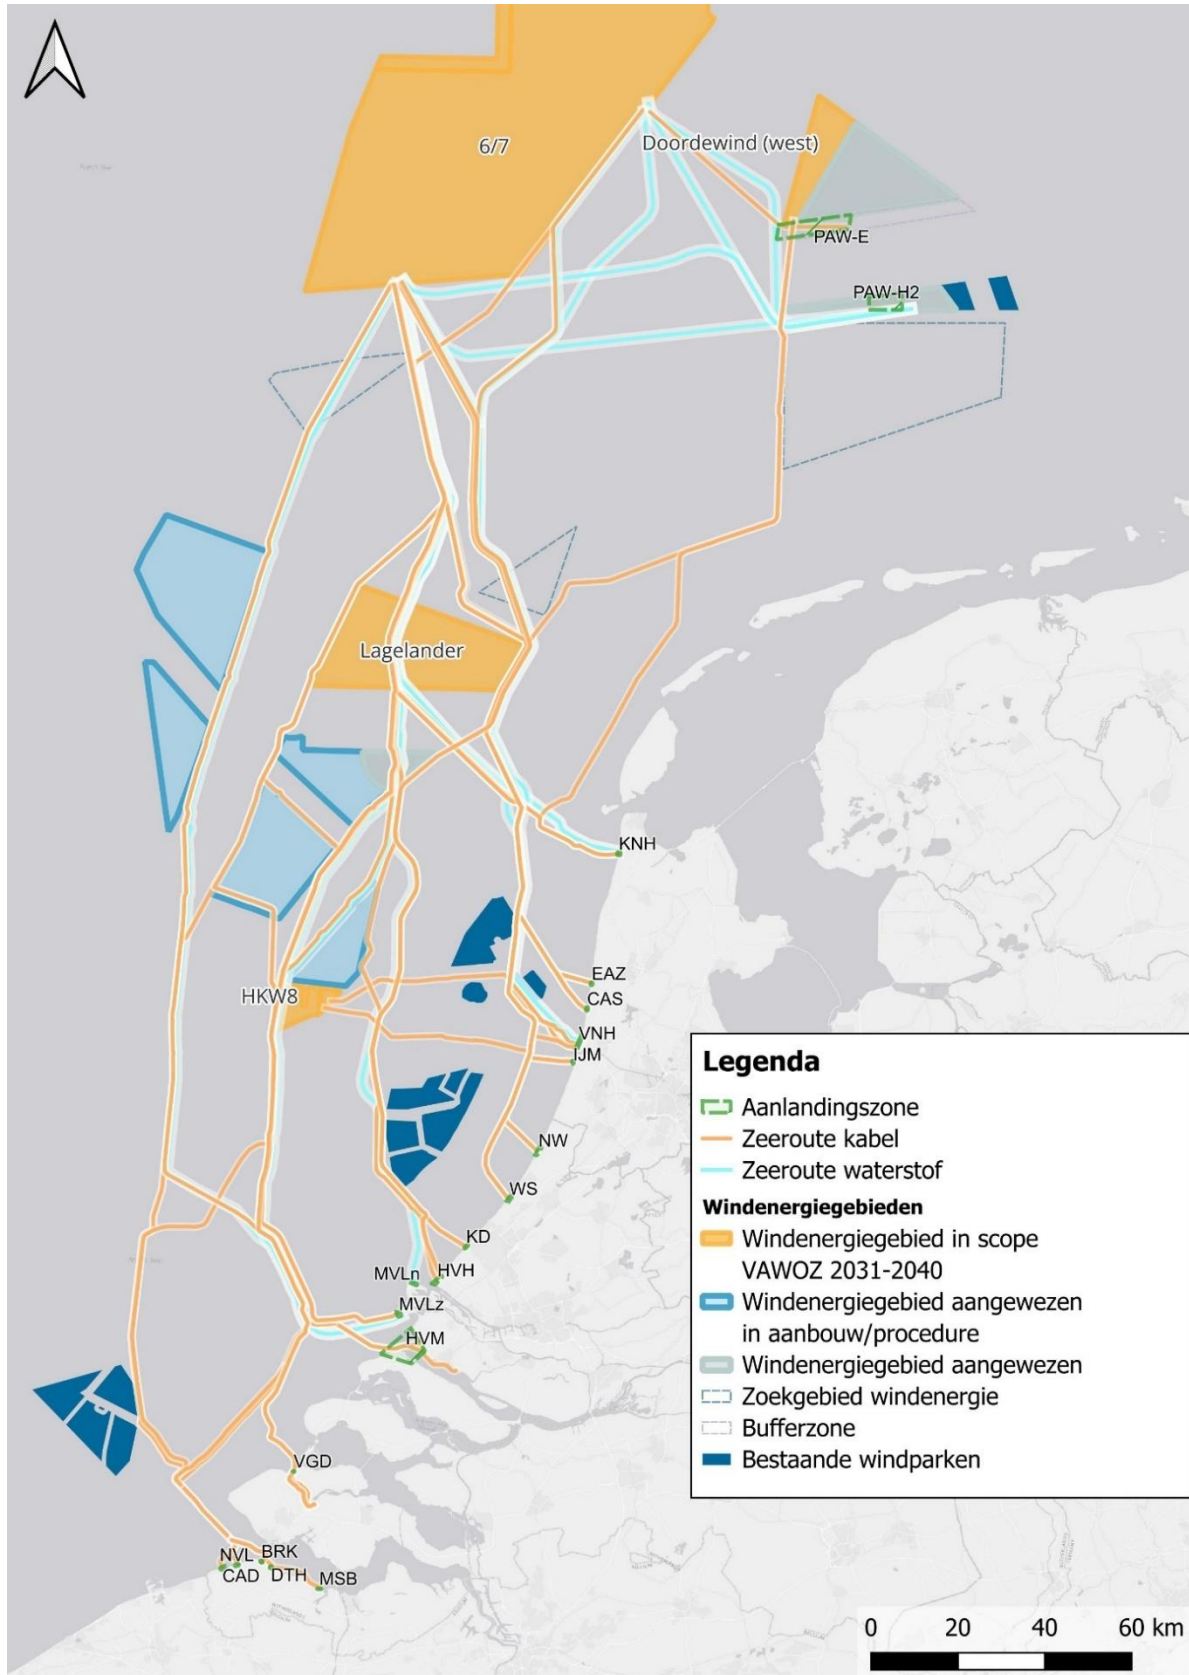 6/7
Doordewind (west)
PAW-E
PAW-H2
Lagelander
KNH
EAZ
HKW8
CAS
VNH
IJM
NW
WS
KD
MVLn
HVH
MVLz
HVM
VGD
NVL
BRK
CAD
DTH
MSB
Legenda
Aanlandingszone
Zeeroute kabel
Zeeroute waterstof
Windenergiegebieden
Windenergiegebied in scope
VAWOZ 2031-2040
Windenergiegebied aangewezen
in aanbouw/procedure
Windenergiegebied aangewezen
Zoekgebied windenergie
Bufferzone
Bestaande windparken
0 20 40 60 km